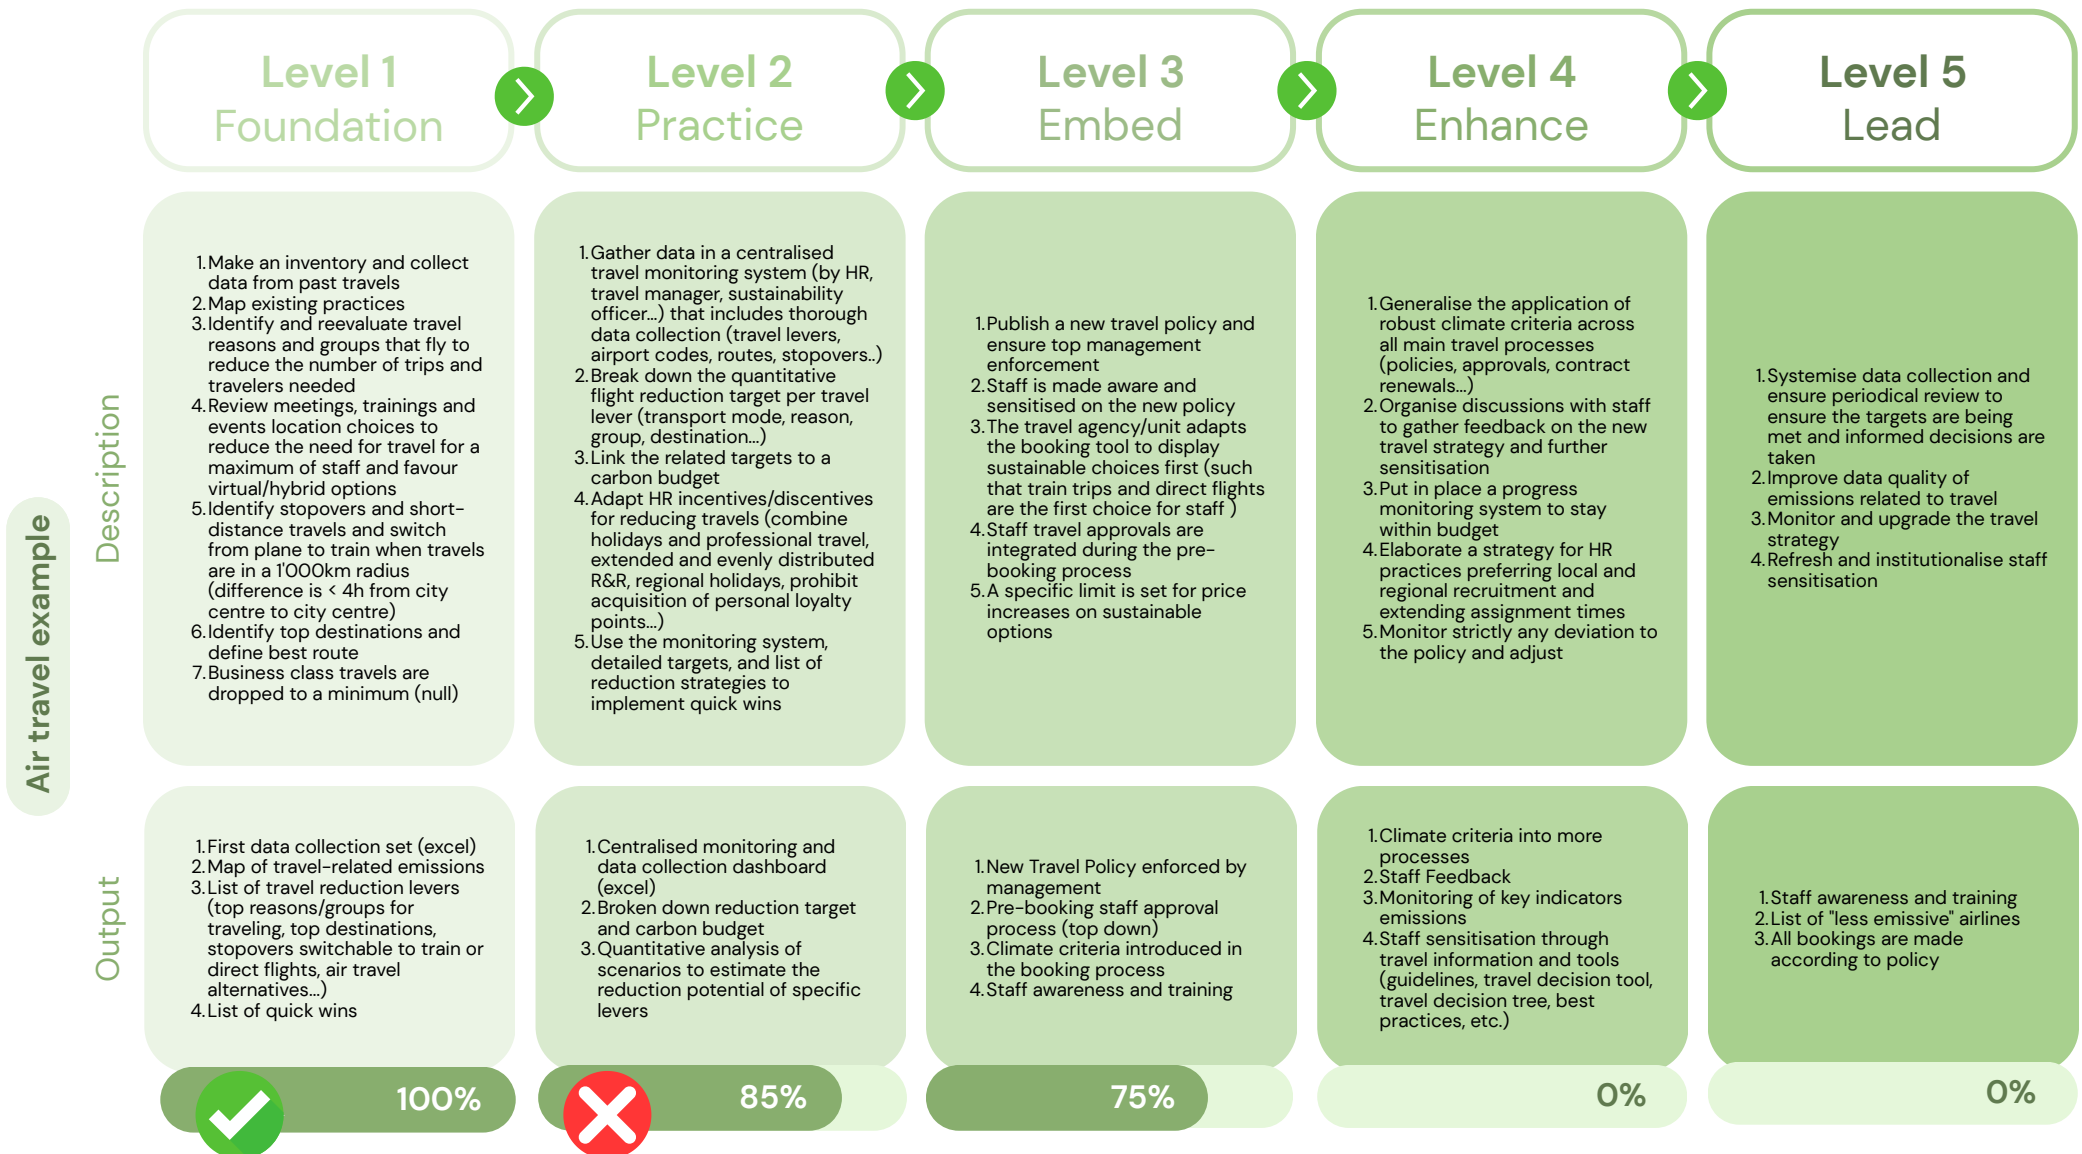 Level 1
Foundation
Level 2
Practice
Level 3
Embed
Level 4
Enhance
Level 5
Lead
Air travel example
Description
1.Make an inventory and collect
data from past travels
2.Map existing practices
3.Identify and reevaluate travel
reasons and groups that fly to
reduce the number of trips and
travelers needed
4.Review meetings, trainings and
events location choices to
reduce the need for travel for a
maximum of staff and favour
virtual/hybrid options
5.Identify stopovers and short-
distance travels and switch
from plane to train when travels
are in a 1'000km radius
(difference is < 4h from city
centre to city centre)
6.Identify top destinations and
define best route
7.Business class travels are
dropped to a minimum (null)
1.Gather data in a centralised
travel monitoring system (by HR,
travel manager, sustainability
officer…) that includes thorough
data collection (travel levers,
airport codes, routes, stopovers..)
2.Break down the quantitative
flight reduction target per travel
lever (transport mode, reason,
group, destination…)
3.Link the related targets to a
carbon budget
4.Adapt HR incentives/discentives
for reducing travels (combine
holidays and professional travel,
extended and evenly distributed
R&R, regional holidays, prohibit
acquisition of personal loyalty
points…)
5.Use the monitoring system,
detailed targets, and list of
reduction strategies to
implement quick wins
1.Publish a new travel policy and
ensure top management
enforcement
2.Staff is made aware and
sensitised on the new policy
3.The travel agency/unit adapts
the booking tool to display
sustainable choices first (such
that train trips and direct flights
are the first choice for staff )
4.Staff travel approvals are
integrated during the pre-
booking process
5.A specific limit is set for price
increases on sustainable
options
1.Generalise the application of
robust climate criteria across
all main travel processes
(policies, approvals, contract
renewals…)
2.Organise discussions with staff
to gather feedback on the new
travel strategy and further
sensitisation
3.Put in place a progress
monitoring system to stay
within budget
4.Elaborate a strategy for HR
practices preferring local and
regional recruitment and
extending assignment times
5.Monitor strictly any deviation to
the policy and adjust
1.Systemise data collection and
ensure periodical review to
ensure the targets are being
met and informed decisions are
taken
2.Improve data quality of
emissions related to travel
3.Monitor and upgrade the travel
strategy
4.Refresh and institutionalise staff
sensitisation
Output
1.First data collection set (excel)
2.Map of travel-related emissions
3.List of travel reduction levers
(top reasons/groups for
traveling, top destinations,
stopovers switchable to train or
direct flights, air travel
alternatives…)
4.List of quick wins
1.Centralised monitoring and
data collection dashboard
(excel)
2.Broken down reduction target
and carbon budget
3.Quantitative analysis of
scenarios to estimate the
reduction potential of specific
levers
1.New Travel Policy enforced by
management
2.Pre-booking staff approval
process (top down)
3.Climate criteria introduced in
the booking process
4.Staff awareness and training
1.Climate criteria into more
processes
2.Staff Feedback
3.Monitoring of key indicators
emissions
4.Staff sensitisation through
travel information and tools
(guidelines, travel decision tool,
travel decision tree, best
practices, etc.)
1.Staff awareness and training
2.List of "less emissive" airlines
3.All bookings are made
according to policy
100%
85%
75%
0%
0%